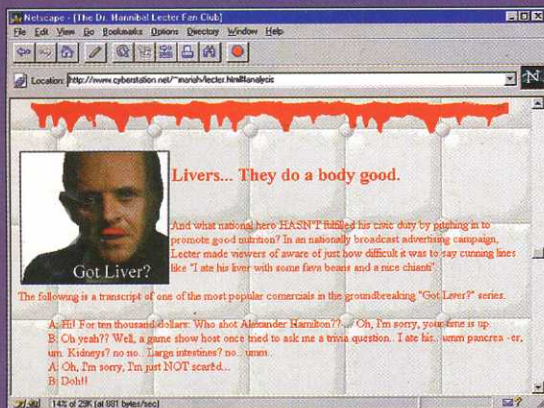 Netscape - [The Dr. Hannibal Lecter Fan Club]
File Edit View Go Bookmarks Options Directory Window Help
Location: http://www.cyberstation.net/~mariah/lecter.html#analysis
N
Livers... They do a body good.
And what national hero HASN'T fulfilled his civic duty by pitching in to
promote good nutrition? In an nationally broadcast advertising campaign,
Lecter made viewers of aware of just how difficult it was to say cunning lines
like "I ate his liver with some fava beans and a nice chianti".
Got Liver?
The following is a transcript of one of the most popular comercials in the groundbreaking "Got Liver?" series.
A: Hi! For ten thousand dollars: Who shot Alexander Hamilton??... Oh, I'm sorry, your time is up.
B: Oh yeah?? Well, a game show host once tried to ask me a trivia question.. I ate his.. umm pancrea -er,
um. Kidneys? no no.. Large intestines? no.. umm..
A: Oh, I'm sorry, I'm just NOT scared...
B: Doh!!
14% of 29K (at 881 bytes/sec)